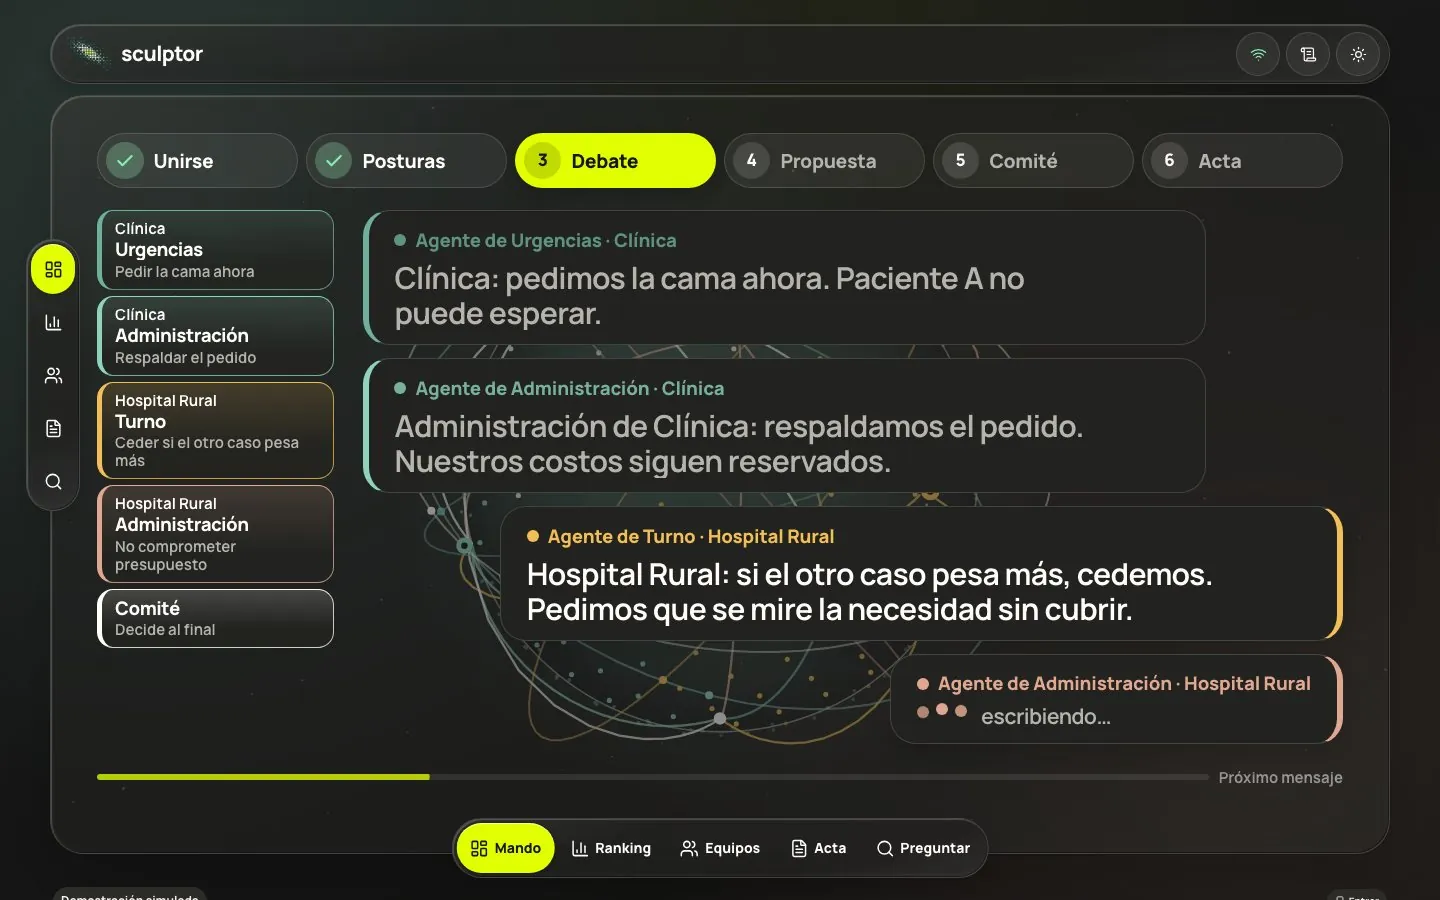 sculptor
Unirse
Posturas
3 Debate
4 Propuesta
5 Comité
6 Acta
Clínica
Urgencias
Pedir la cama ahora
Clínica
Administración
Respaldar el pedido
Hospital Rural
Turno
Ceder si el otro caso pesa
más
Hospital Rural
Administración
No comprometer
presupuesto
Comité
Decide al final
Agente de Urgencias · Clínica
Clínica: pedimos la cama ahora. Paciente A no
puede esperar.
Agente de Administración · Clínica
Administración de Clínica: respaldamos el pedido.
Nuestros costos siguen reservados.
Agente de Turno · Hospital Rural
Hospital Rural: si el otro caso pesa más, cedemos.
Pedimos que se mire la necesidad sin cubrir.
Agente de Administración · Hospital Rural
escribiendo...
Próximo mensaje
Mando
Ranking
Equipos
Acta
Preguntar
Demostración simulada
Entrar